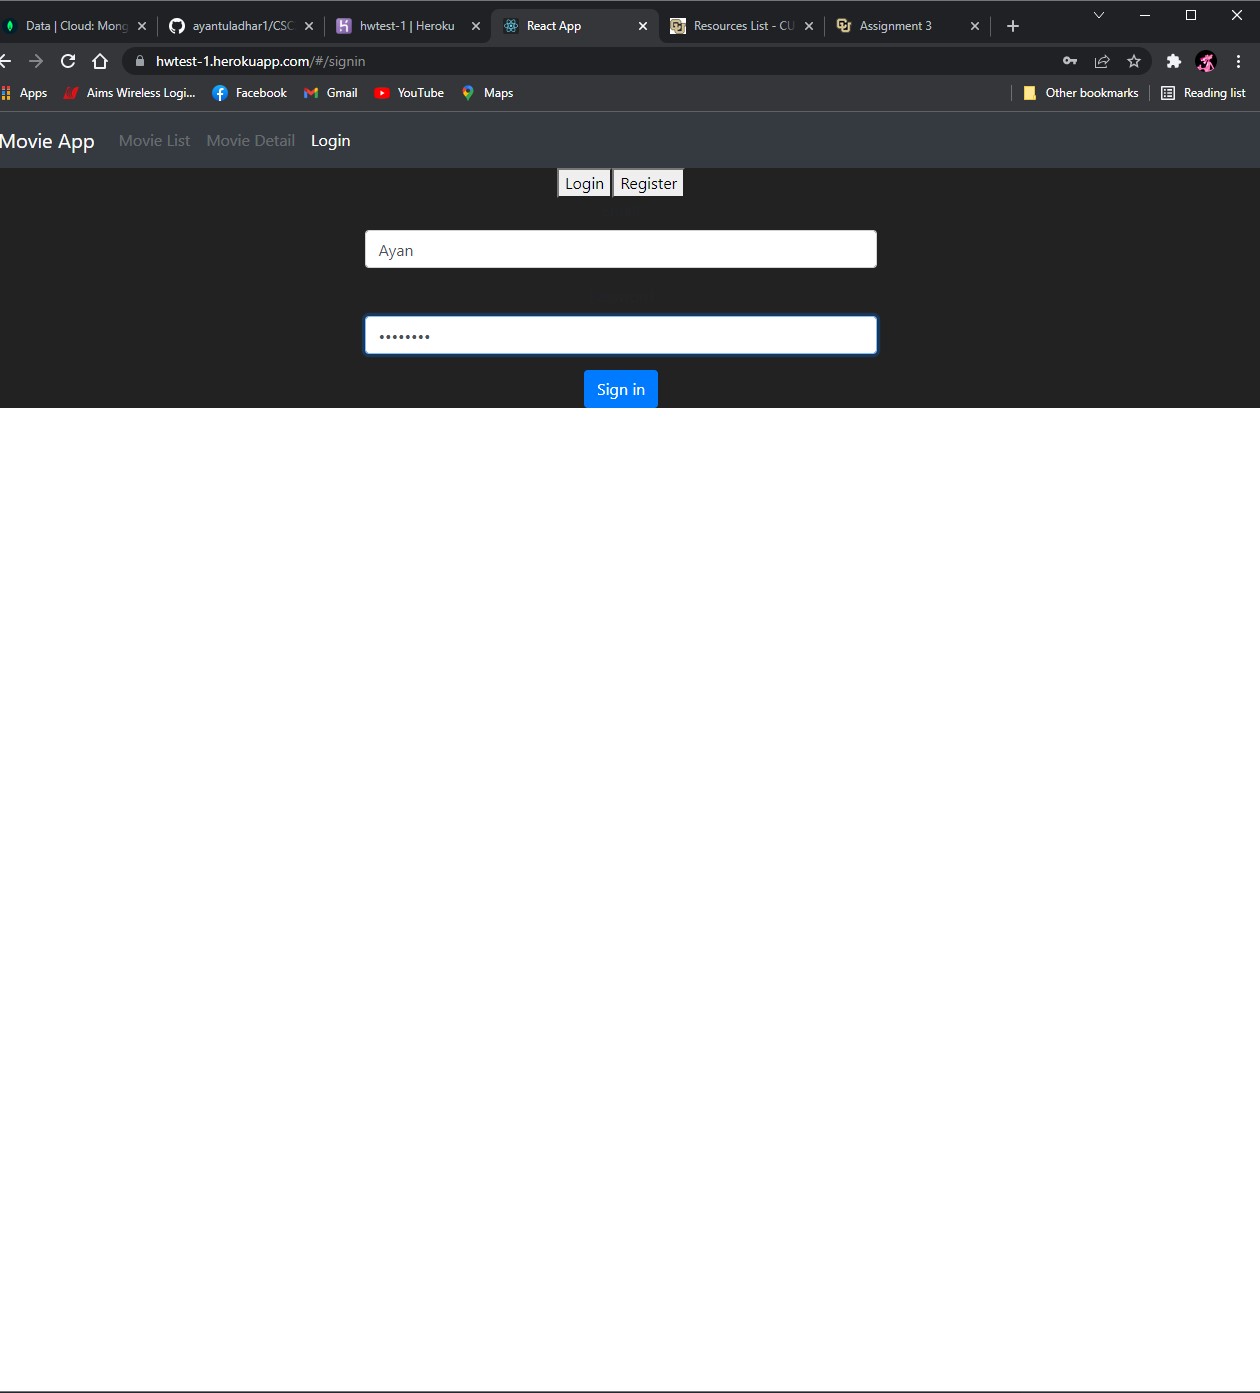 Data | Cloud: Mong ayantuladhar1/CSC hwtest-1 | Heroku React App Resources List - CU Assignment 3
hwtest-1.herokuapp.com/#/signin
Apps Aims Wireless Logi... Facebook Gmail YouTube Maps Other bookmarks Reading list
Movie App Movie List Movie Detail Login
Login Register
Ayan
••••••••
Sign in